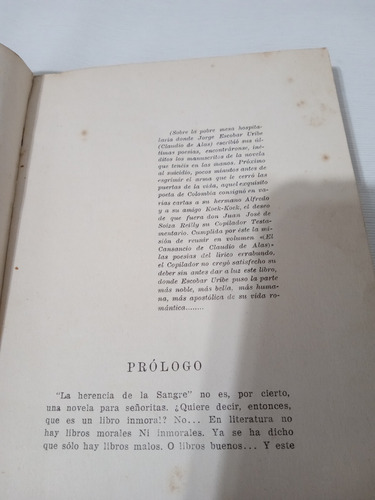 (Sobre la pobre mesa hospita-
laria donde Jorge Escobar Uribe
(Claudio de Alas) escribió sus úl-
timas poesías, encontráronse, iné-
ditos los manuscritos de la novela
que tenéis en las manos. Próximo
al suicidio, pocos minutos antes de
esgrimir el arma que le cerró las
puertas de la vida, aquel exquisito
poeta de Colombia consignó en va-
rias cartas a su hermano Alfredo
y a su amigo Kock-Kock, el deseo
de que fuera don Juan José de
Soiza Reilly su Copilador Testa-
mentario. Cumplida por éste la mi-
sión de reunir en volumen «El
Cansancio de Claudio de Alas»:
las poesías del lírico errabundo,
el Copilador no creyó satisfecho su
deber sin antes dar a luz este libro,
donde Escobar Uribe puso la parte
más noble, más bella, más huma-
na, más apostólica de su vida ro-
mántica........
PRÓLOGO
"La herencia de la Sangre" no es, por cierto,
una novela para señoritas. ¿Quiere decir, entonces,
que es un libro inmoral? No... En literatura no
hay libros morales Ni inmorales. Ya se ha dicho
que sólo hay libros malos. O libros buenos... Y este